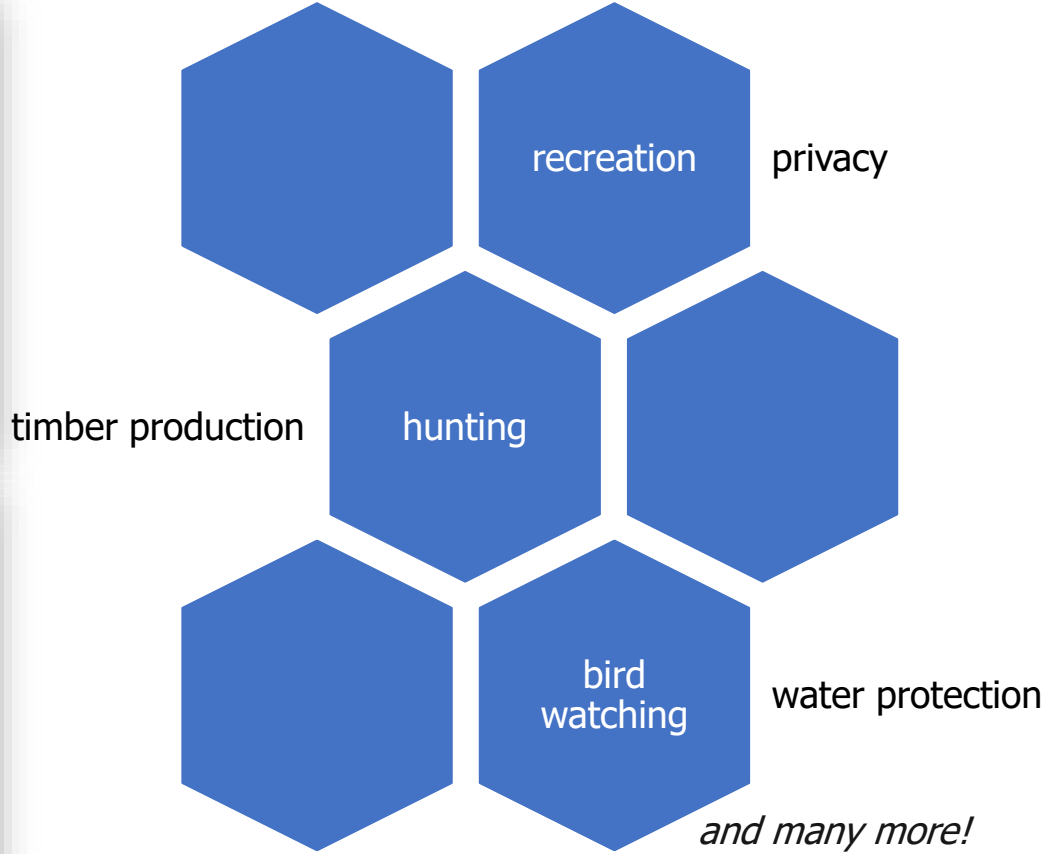 recreation
privacy
timber production
hunting
bird
watching
water protection
and many more!